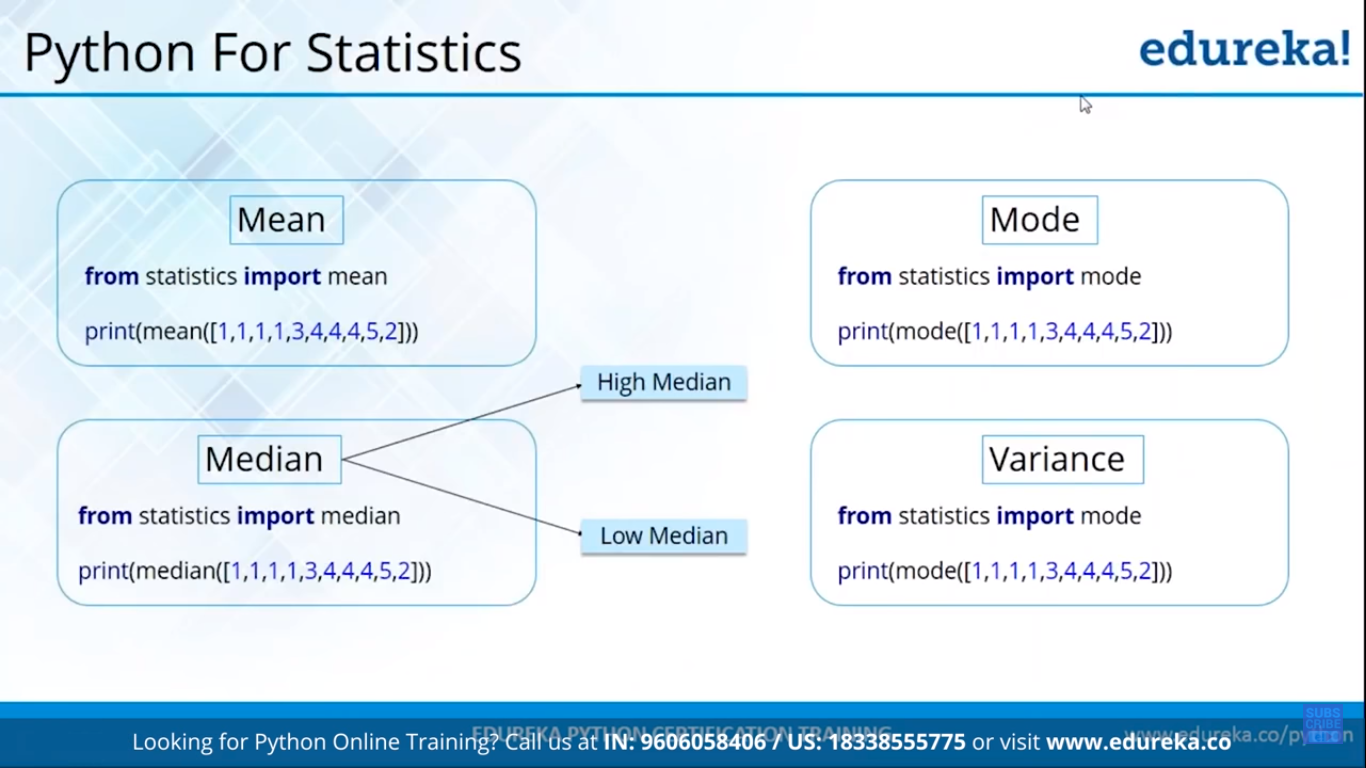 Python For Statistics
edureka!
Mean
from statistics import mean
print(mean([1,1,1,1,3,4,4,4,5,2]))
Mode
from statistics import mode
print(mode([1,1,1,1,3,4,4,4,5,2]))
High Median
Median
from statistics import median
print(median([1,1,1,1,3,4,4,4,5,2]))
Low Median
Variance
from statistics import mode
print(mode([1,1,1,1,3,4,4,4,5,2]))
SUBS
CRIBE
EDUREKA PYTHON CERTIFICATION TRAINING
www.edureka.co/python
Looking for Python Online Training? Call us at IN: 9606058406 / US: 18338555775 or visit www.edureka.co